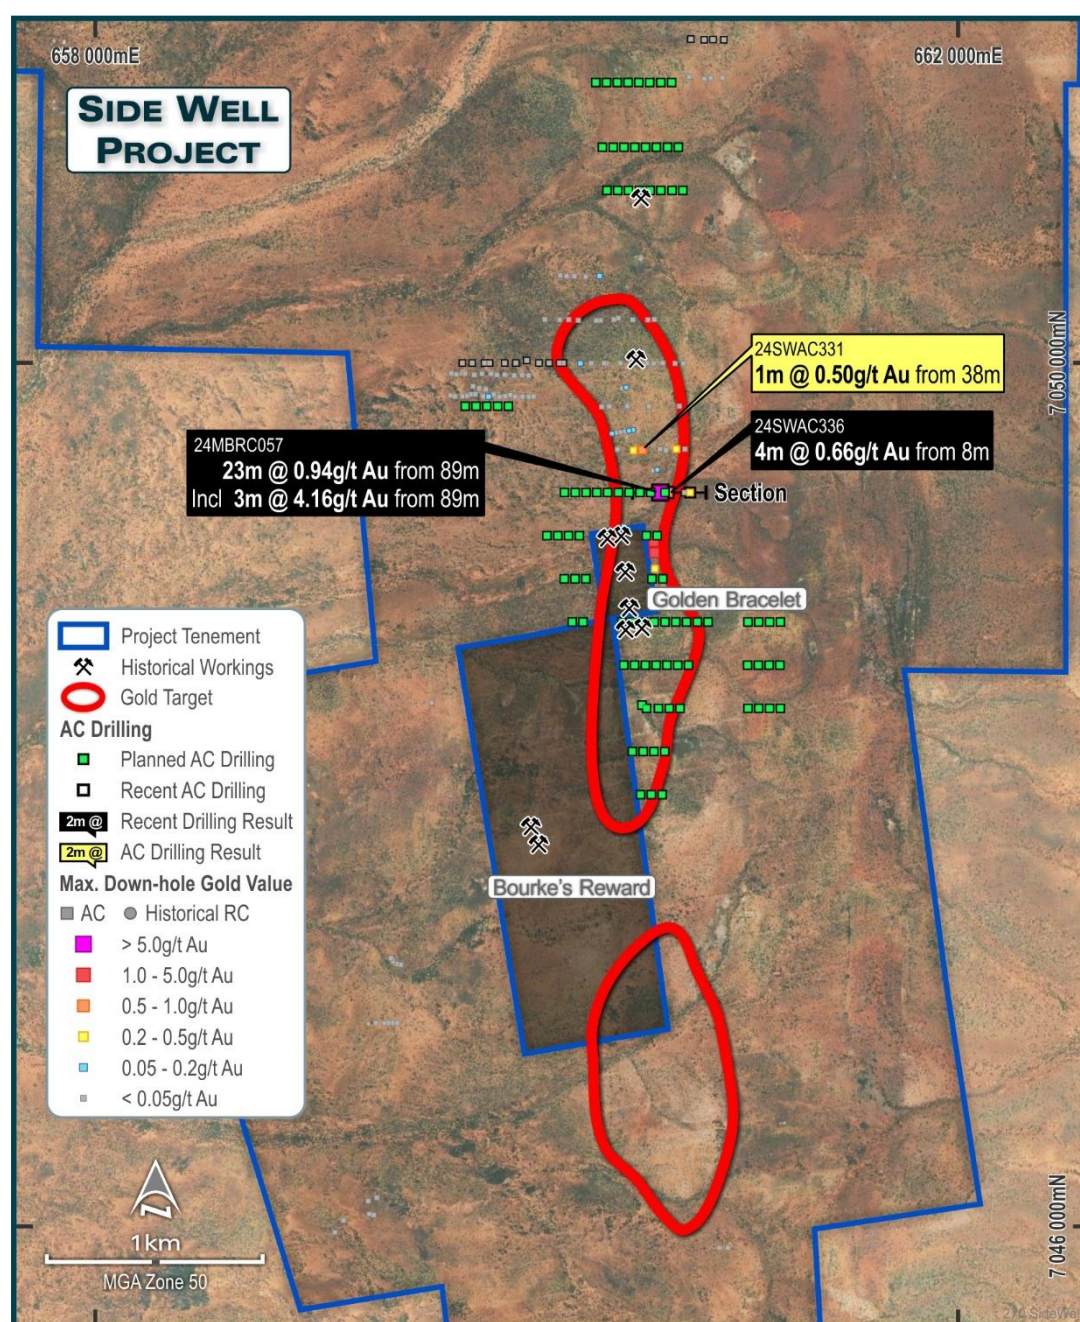 658 000mE
662 000mE
SIDE WELL
PROJECT
7 050 000mN
24SWAC331
1m @ 0.50g/t Au from 38m
24SWAC336
4m @ 0.66g/t Au from 8m
24MBRC057
23m @ 0.94g/t Au from 89m
Incl 3m @ 4.16g/t Au from 89m
Section
Golden Bracelet
Project Tenement
Historical Workings
Gold Target
AC Drilling
Planned AC Drilling
Recent AC Drilling
2m @ Recent Drilling Result
2m @ AC Drilling Result
Max. Down-hole Gold Value
AC Historical RC
> 5.0g/t Au
1.0 - 5.0g/t Au
0.5 - 1.0g/t Au
0.2 - 0.5g/t Au
0.05 - 0.2g/t Au
< 0.05g/t Au
Bourke's Reward
N
1km
MGA Zone 50
7 046 000mN